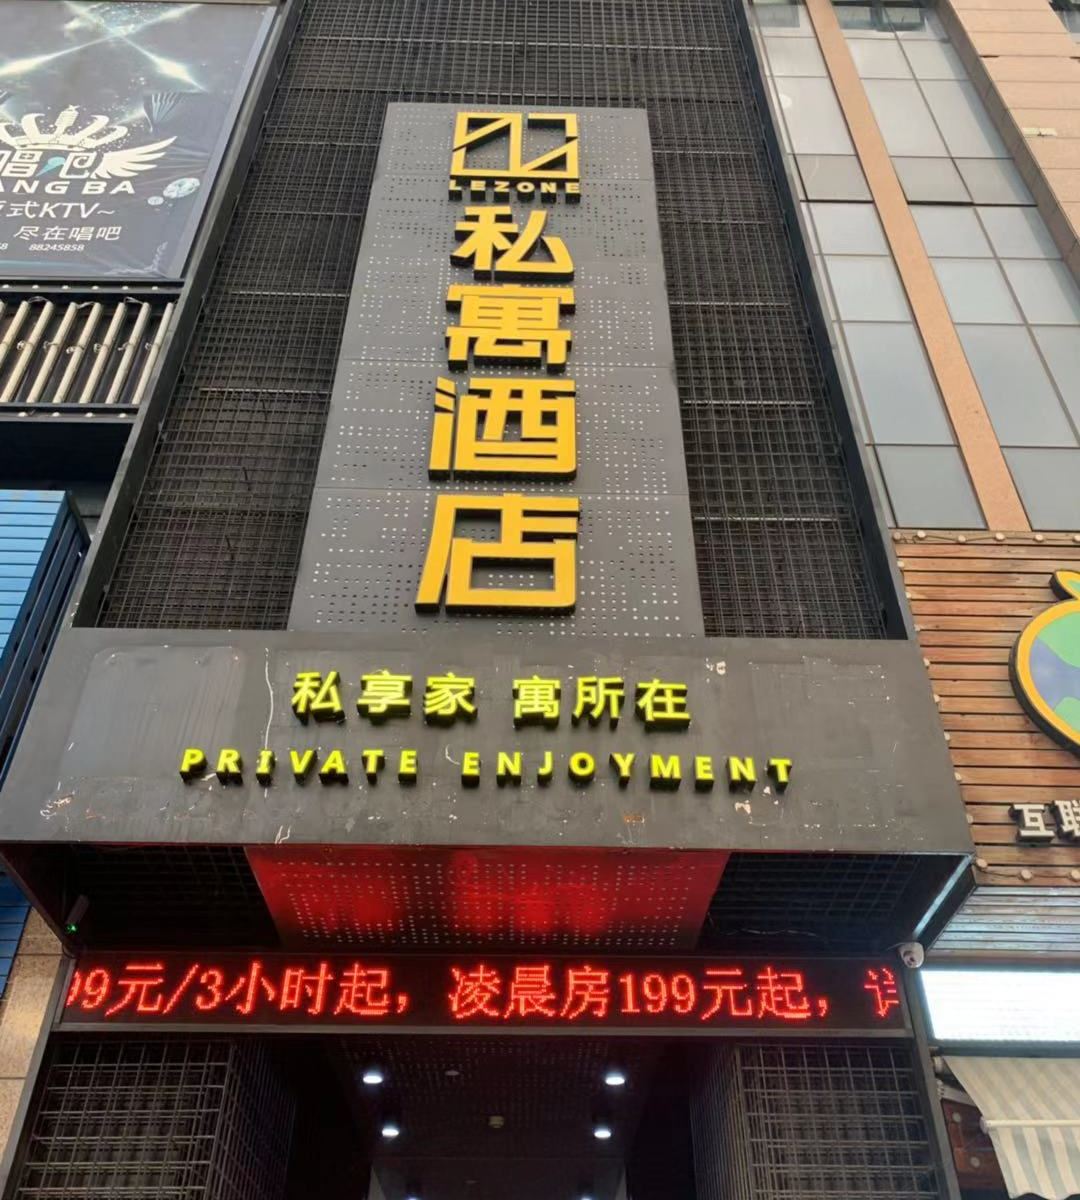 唱吧
ANG BA
式KTV~
尽在唱吧
88245858
LEZONE
私寓酒店
私享家 寓所在
PRIVATE ENJOYMENT
99元/3小时起，凌晨房199元起，
互联